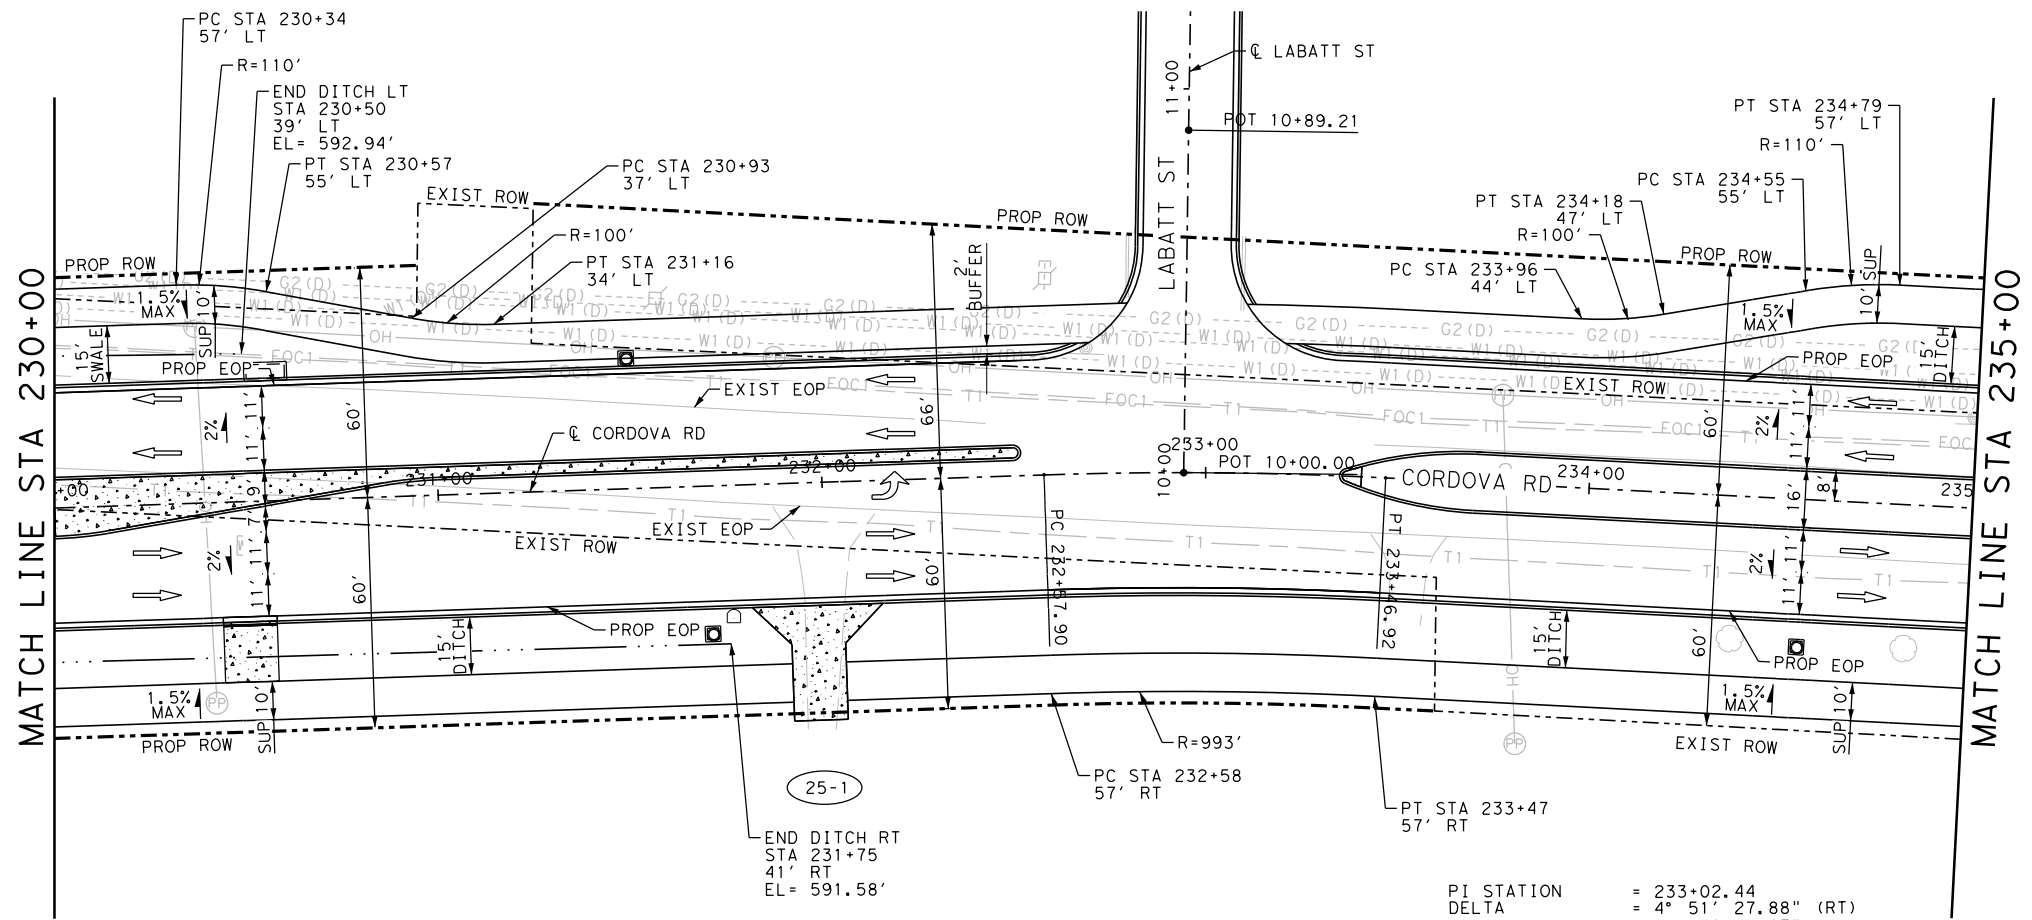 PC STA 230+34
57' LT
R=110'
END DITCH LT
STA 230+50
39' LT
EL= 592.94'
PT STA 230+57
55' LT
EXIST ROW
PC STA 230+93
37' LT
R=100'
PT STA 231+16
34' LT
℄ LABATT ST
11+00
POT 10+89.21
LABATT ST
PROP ROW
PT STA 234+79
57' LT
R=110'
PC STA 234+55
55' LT
PT STA 234+18
47' LT
R=100'
PC STA 233+96
44' LT
PROP ROW
PROP ROW
1.5%
MAX
SUP 10'
15'
SWALE
PROP EOP
2'
BUFFER
1.5%
MAX
10'
SUP
15'
DITCH
PROP EOP
EXIST ROW
G2(D)
W1(D)
OH
FOC1
T1
PP
MATCH LINE STA 230+00
MATCH LINE STA 235+00
EXIST EOP
℄ CORDOVA RD
60'
66'
60'
11'
11'
2%
11'
11'
2%
+00
231+00
232+00
233+00
10+00
POT 10+00.00
CORDOVA RD
234+00
235
9'
7'
11'
11'
2%
8'
16'
11'
11'
2%
EXIST EOP
EXIST ROW
PC 232+57.90
PT 233+46.92
60'
60'
60'
PROP EOP
15'
DITCH
15'
DITCH
PROP EOP
1.5%
MAX
SUP 10'
PROP ROW
1.5%
MAX
SUP 10'
EXIST ROW
R=993'
PC STA 232+58
57' RT
PT STA 233+47
57' RT
25-1
END DITCH RT
STA 231+75
41' RT
EL= 591.58'
PI STATION = 233+02.44
DELTA = 4° 51' 27.88" (RT)